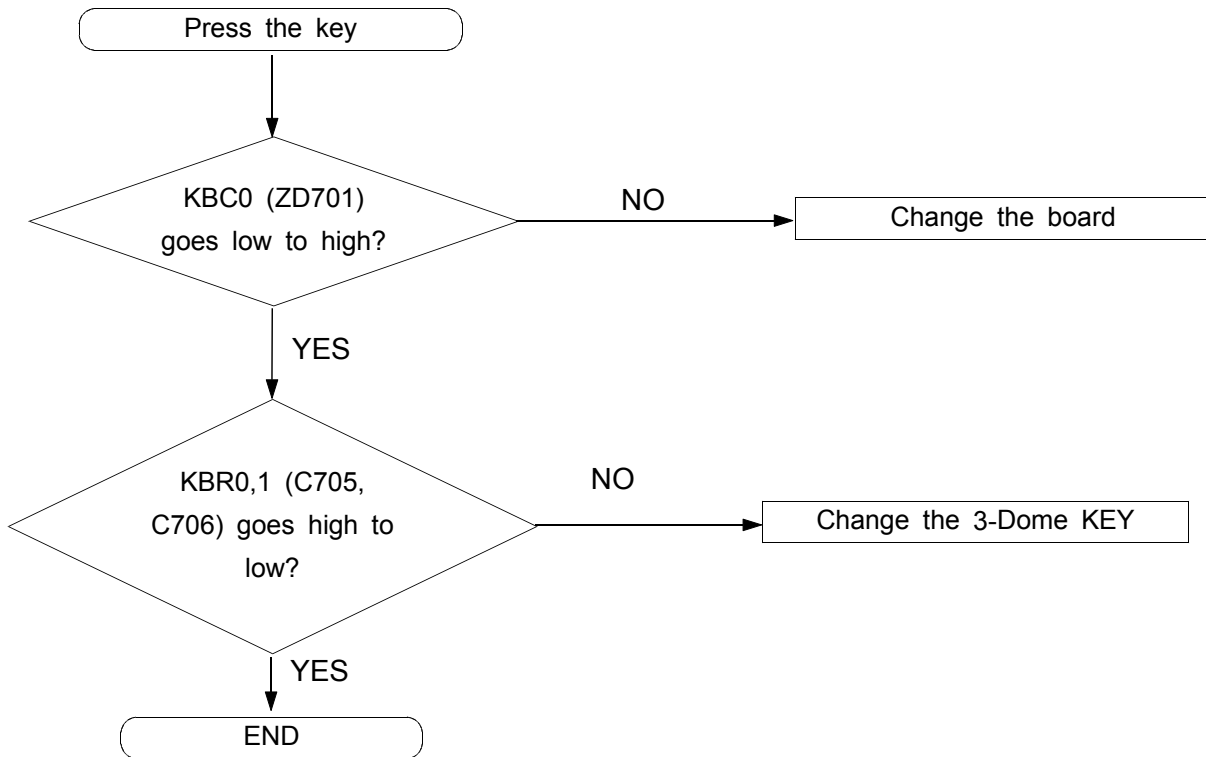 Press the key
KBC0 (ZD701)
goes low to high?
NO
Change the board
YES
KBR0,1 (C705,
C706) goes high to
low?
NO
Change the 3-Dome KEY
YES
END